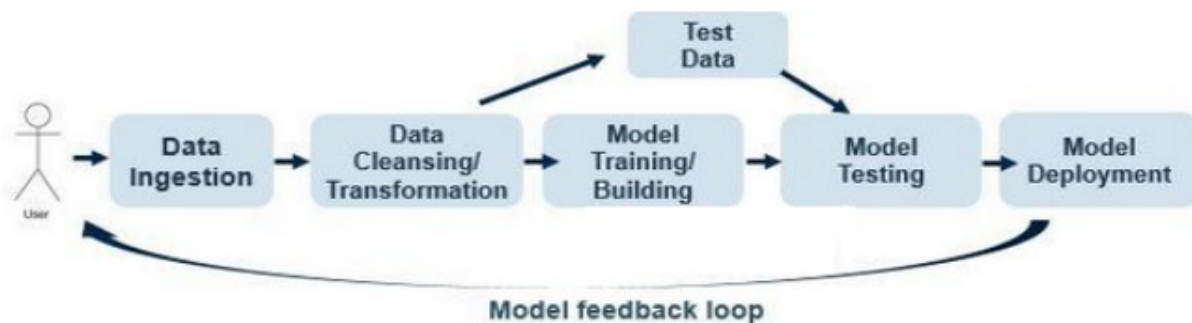 Test
Data
Data
Ingestion
Data
Cleansing/
Transformation
Model
Training/
Building
Model
Testing
Model
Deployment
User
Model feedback loop